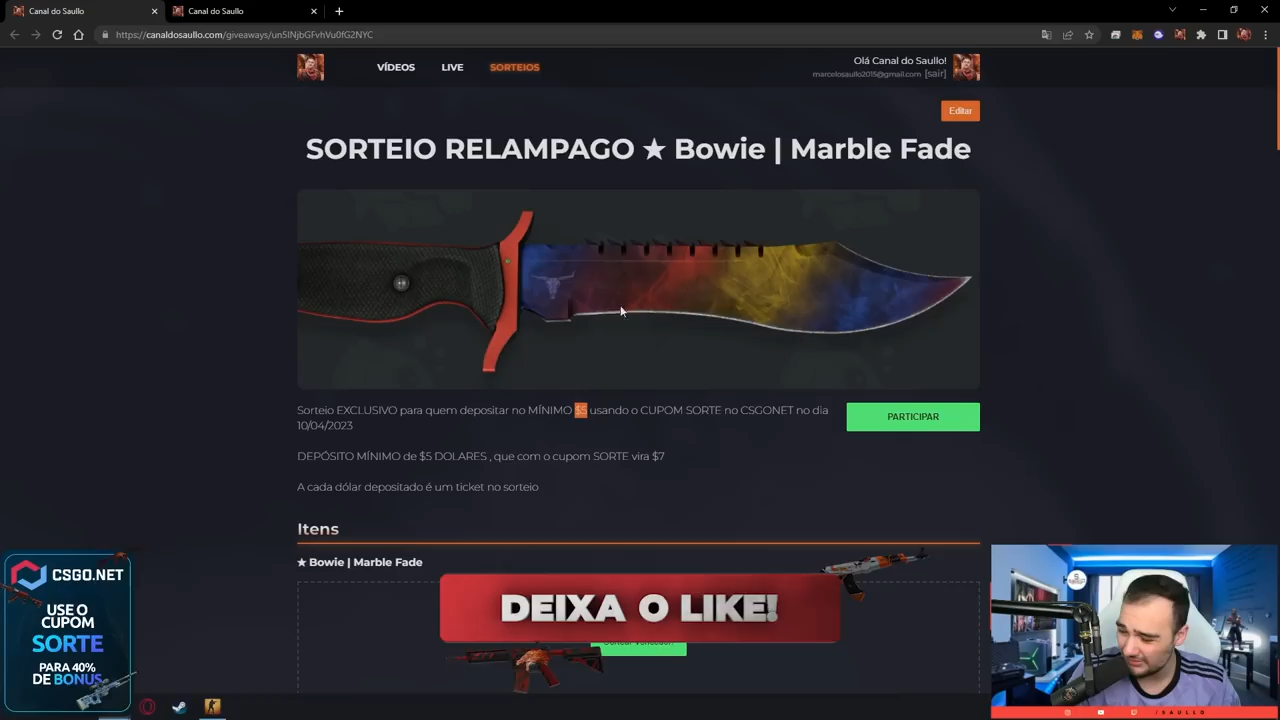 Canal do Saullo
Canal do Saullo
https://canaldosaullo.com/giveaways/un5INjbGFvhVu0fG2NYC
VÍDEOS LIVE SORTEIOS
Olá Canal do Saullo!
marcelosaullo2015@gmail.com [sair]
Editar
SORTEIO RELAMPAGO ★ Bowie | Marble Fade
Sorteio EXCLUSIVO para quem depositar no MÍNIMO $5 usando o CUPOM SORTE no CSGONET no dia
10/04/2023
PARTICIPAR
DEPÓSITO MÍNIMO de $5 DOLARES , que com o cupom SORTE vira $7
A cada dólar depositado é um ticket no sorteio
Itens
★ Bowie | Marble Fade
DEIXA O LIKE!
CSGO.NET
USE O
CUPOM
SORTE
PARA 40%
DE BONUS
/SAULLO